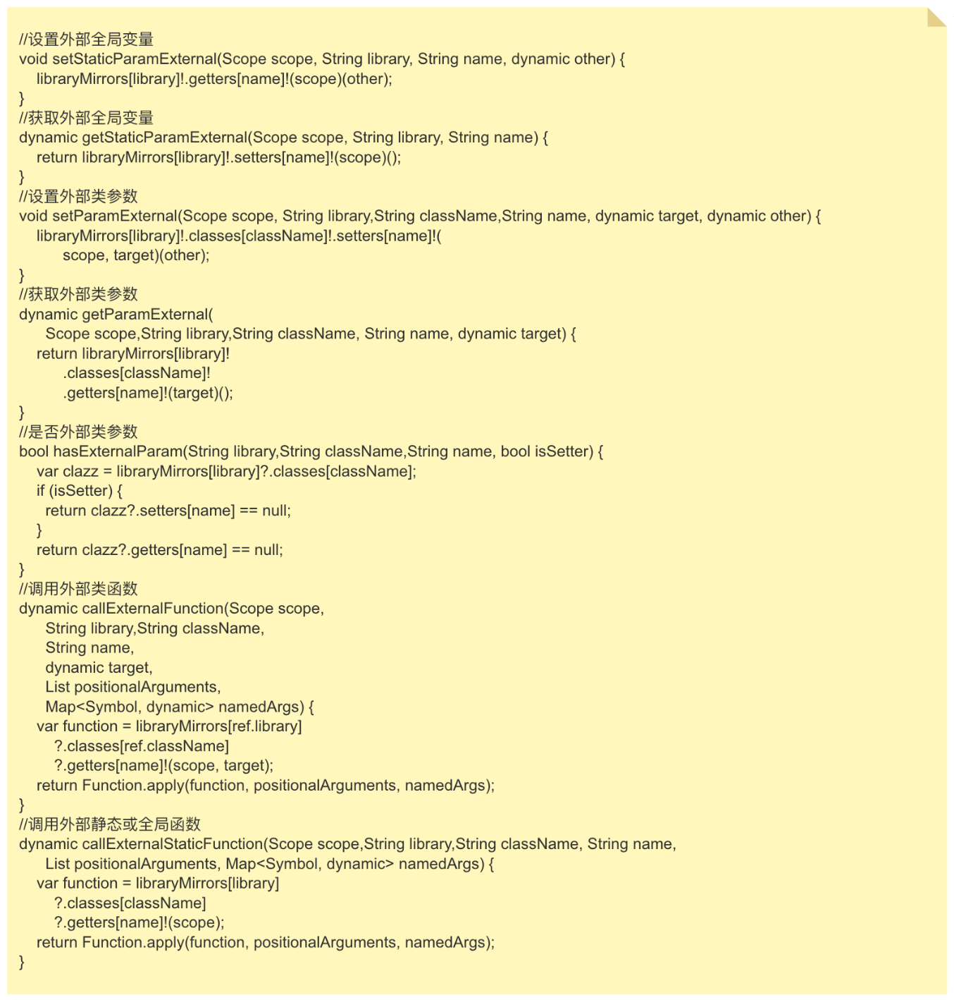 //设置外部全局变量
void setStaticParamExternal(Scope scope, String library, String name, dynamic other) {
    libraryMirrors[library]!.getters[name]!(scope)(other);
}
//获取外部全局变量
dynamic getStaticParamExternal(Scope scope, String library, String name) {
    return libraryMirrors[library]!.setters[name]!(scope)();
}
//设置外部类参数
void setParamExternal(Scope scope, String library,String className,String name, dynamic target, dynamic other) {
    libraryMirrors[library]!.classes[className]!.setters[name]!(
          scope, target)(other);
}
//获取外部类参数
dynamic getParamExternal(
      Scope scope,String library,String className, String name, dynamic target) {
    return libraryMirrors[library]!
          .classes[className]!
          .getters[name]!(target)();
}
//是否外部类参数
bool hasExternalParam(String library,String className,String name, bool isSetter) {
    var clazz = libraryMirrors[library]?.classes[className];
    if (isSetter) {
      return clazz?.setters[name] == null;
    }
    return clazz?.getters[name] == null;
}
//调用外部类函数
dynamic callExternalFunction(Scope scope,
      String library,String className,
      String name,
      dynamic target,
      List positionalArguments,
      Map<Symbol, dynamic> namedArgs) {
    var function = libraryMirrors[ref.library]
        ?.classes[ref.className]
        ?.getters[name]!(scope, target);
    return Function.apply(function, positionalArguments, namedArgs);
}
//调用外部静态或全局函数
dynamic callExternalStaticFunction(Scope scope,String library,String className, String name,
      List positionalArguments, Map<Symbol, dynamic> namedArgs) {
    var function = libraryMirrors[library]
        ?.classes[className]
        ?.getters[name]!(scope);
    return Function.apply(function, positionalArguments, namedArgs);
}